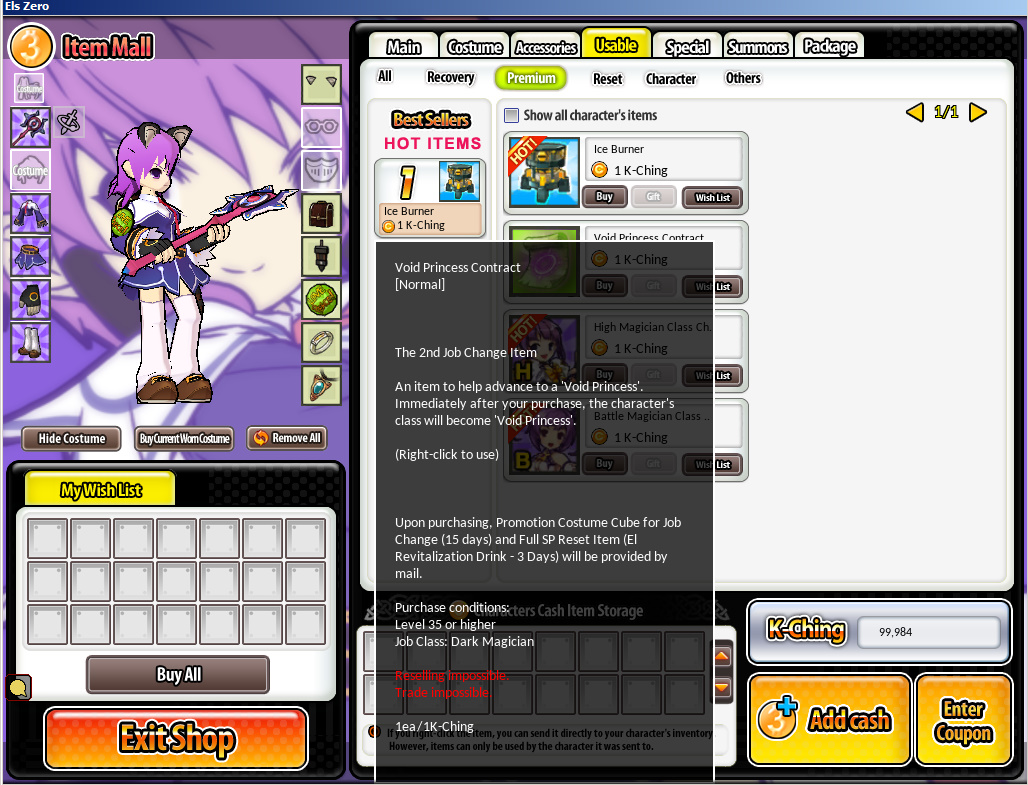 Els Zero
3 Item Mall
Costume
Costume
Hide Costume
Buy Current Worn Costume
Remove All
My Wish List
Buy All
Exit Shop
Main
Costume
Accessories
Usable
Special
Summons
Package
All
Recovery
Premium
Reset
Character
Others
Best Sellers
HOT ITEMS
1
Ice Burner
C 1 K-Ching
Show all character's items
1/1
HOT!
Ice Burner
C 1 K-Ching
Buy
Gift
Wish List
Void Princess Contract
C 1 K-Ching
Buy
Gift
Wish List
HOT!
H
High Magician Class Ch..
C 1 K-Ching
Buy
Gift
Wish List
B
Battle Magician Class ..
C 1 K-Ching
Buy
Gift
Wish List
Void Princess Contract
[Normal]
The 2nd Job Change Item
An item to help advance to a 'Void Princess'.
Immediately after your purchase, the character's
class will become 'Void Princess'.
(Right-click to use)
Upon purchasing, Promotion Costume Cube for Job
Change (15 days) and Full SP Reset Item (El
Revitalization Drink - 3 Days) will be provided by
mail.
Purchase conditions:
Level 35 or higher
Job Class: Dark Magician
Reselling impossible.
Trade impossible.
1ea/1K-Ching
Characters Cash Item Storage
If you right-click the item, you can send it directly to your character's inventory
However, items can only be used by the character it was sent to.
K-Ching
99,984
3 Add cash
Enter
Coupon